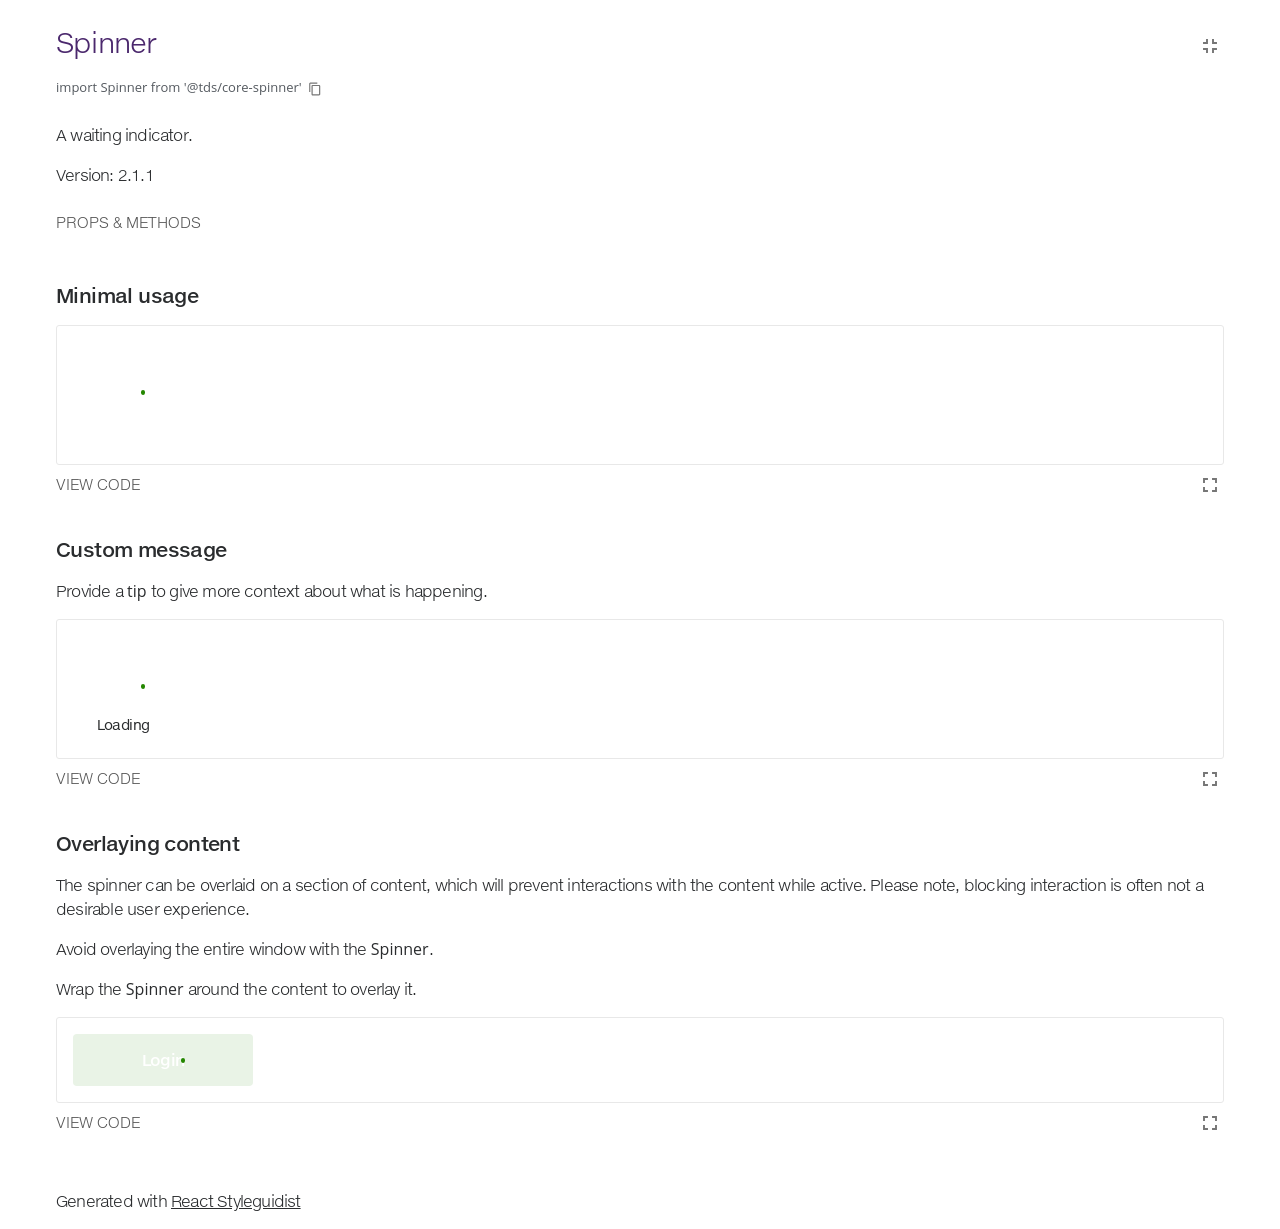 Spinner
import Spinner from '@tds/core-spinner'
A waiting indicator.
Version: 2.1.1
PROPS & METHODS
Minimal usage
VIEW CODE
Custom message
Provide a tip to give more context about what is happening.
Loading
VIEW CODE
Overlaying content
The spinner can be overlaid on a section of content, which will prevent interactions with the content while active. Please note, blocking interaction is often not a
desirable user experience.
Avoid overlaying the entire window with the Spinner.
Wrap the Spinner around the content to overlay it.
Login
VIEW CODE
Generated with React Styleguidist